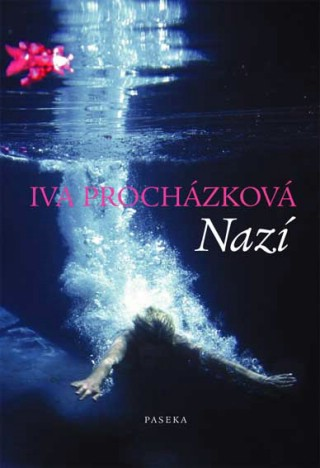 IVA PROCHÁZKOVÁ
Nazí
PASEKA